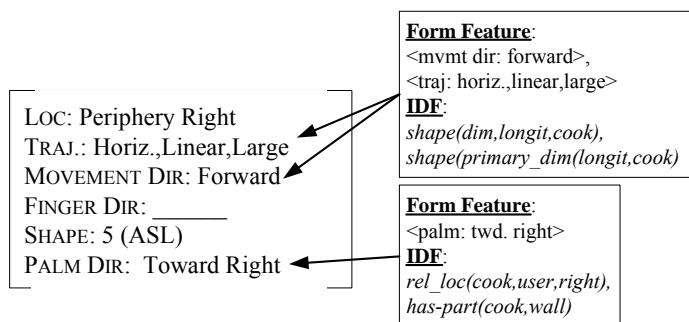 LOC: Periphery Right
TRAJ.: Horiz.,Linear,Large
MOVEMENT DIR: Forward
FINGER DIR: ______
SHAPE: 5 (ASL)
PALM DIR: Toward Right
Form Feature:
<mvmt dir: forward>,
<traj: horiz.,linear,large>
IDF:
shape(dim,longit,cook),
shape(primary_dim(longit,cook)
Form Feature:
<palm: twd. right>
IDF:
rel_loc(cook,user,right),
has-part(cook,wall)